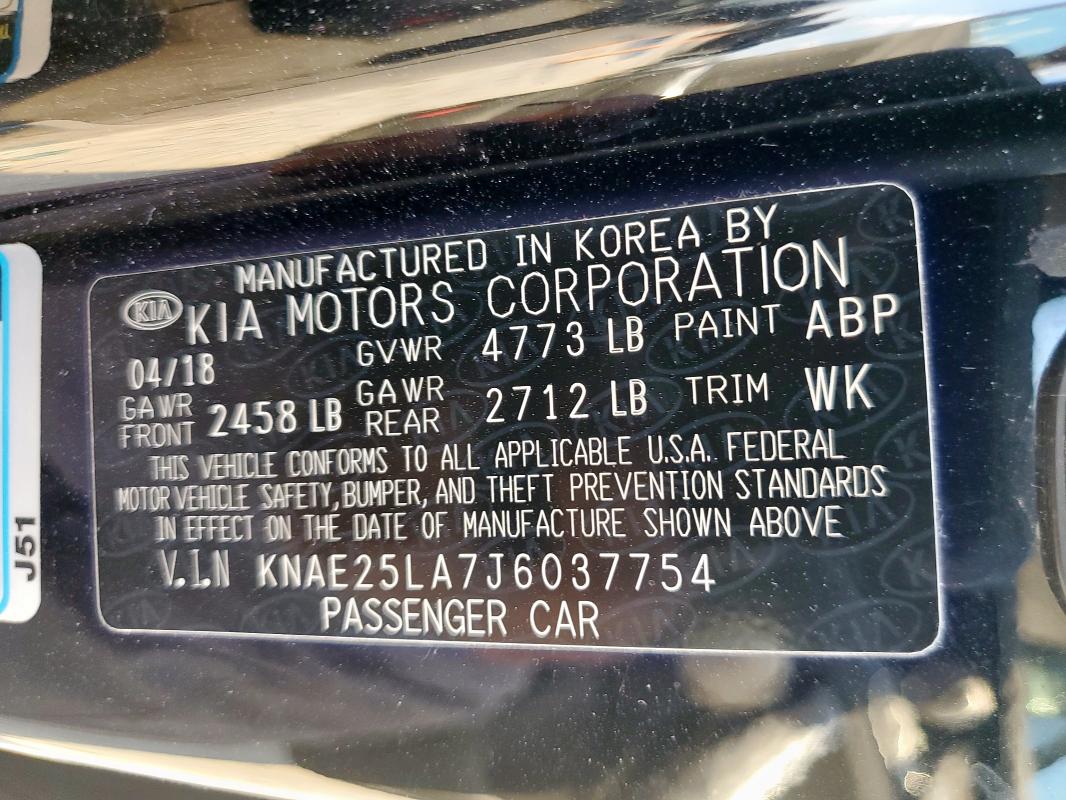 MANUFACTURED IN KOREA BY
KIA KIA MOTORS CORPORATION
04/18 GVWR 4773 LB PAINT ABP
GAWR FRONT 2458 LB GAWR REAR 2712 LB TRIM WK
THIS VEHICLE CONFORMS TO ALL APPLICABLE U.S.A. FEDERAL
MOTOR VEHICLE SAFETY, BUMPER, AND THEFT PREVENTION STANDARDS
IN EFFECT ON THE DATE OF MANUFACTURE SHOWN ABOVE
V.I.N KNAE25LA7J6037754
PASSENGER CAR
J51